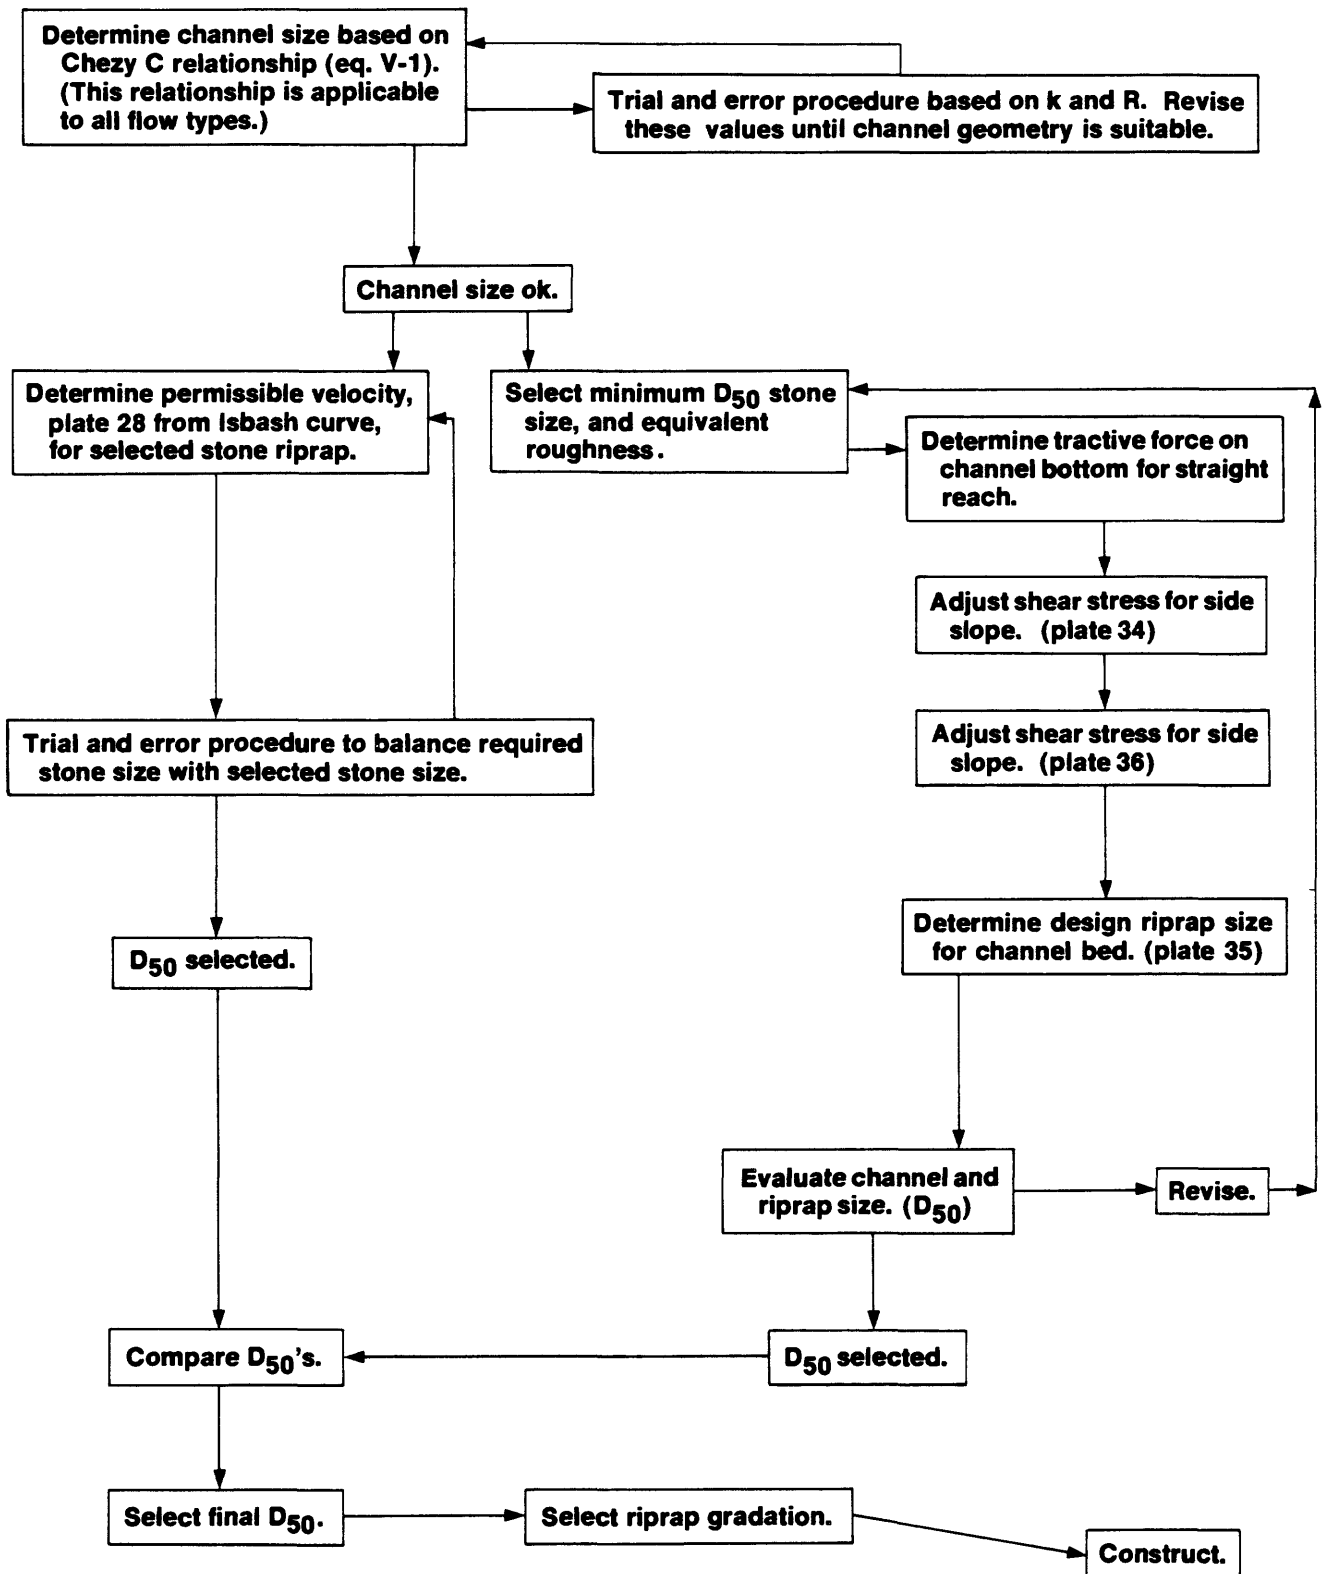 Determine channel size based on
Chezy C relationship (eq. V-1).
(This relationship is applicable
to all flow types.)
Trial and error procedure based on k and R. Revise
these values until channel geometry is suitable.
Channel size ok.
Determine permissible velocity,
plate 28 from Isbash curve,
for selected stone riprap.
Select minimum D50 stone
size, and equivalent
roughness.
Determine tractive force on
channel bottom for straight
reach.
Adjust shear stress for side
slope. (plate 34)
Trial and error procedure to balance required
stone size with selected stone size.
Adjust shear stress for side
slope. (plate 36)
Determine design riprap size
for channel bed. (plate 35)
D50 selected.
Evaluate channel and
riprap size. (D50)
Revise.
Compare D50's.
D50 selected.
Select final D50.
Select riprap gradation.
Construct.